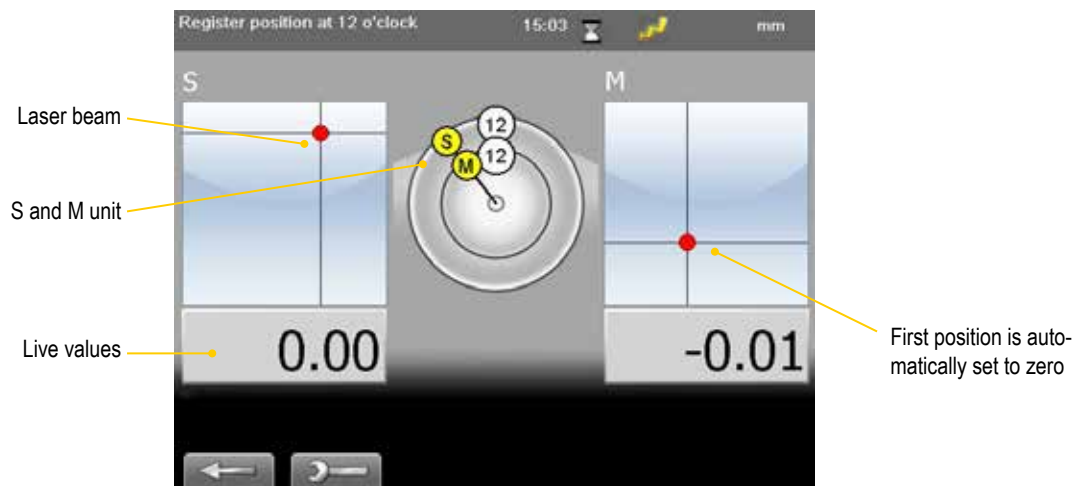 Register position at 12 o'clock
15:03
mm
S
M
Laser beam
12
S
12
M
S and M unit
Live values
0.00
-0.01
First position is auto-
matically set to zero